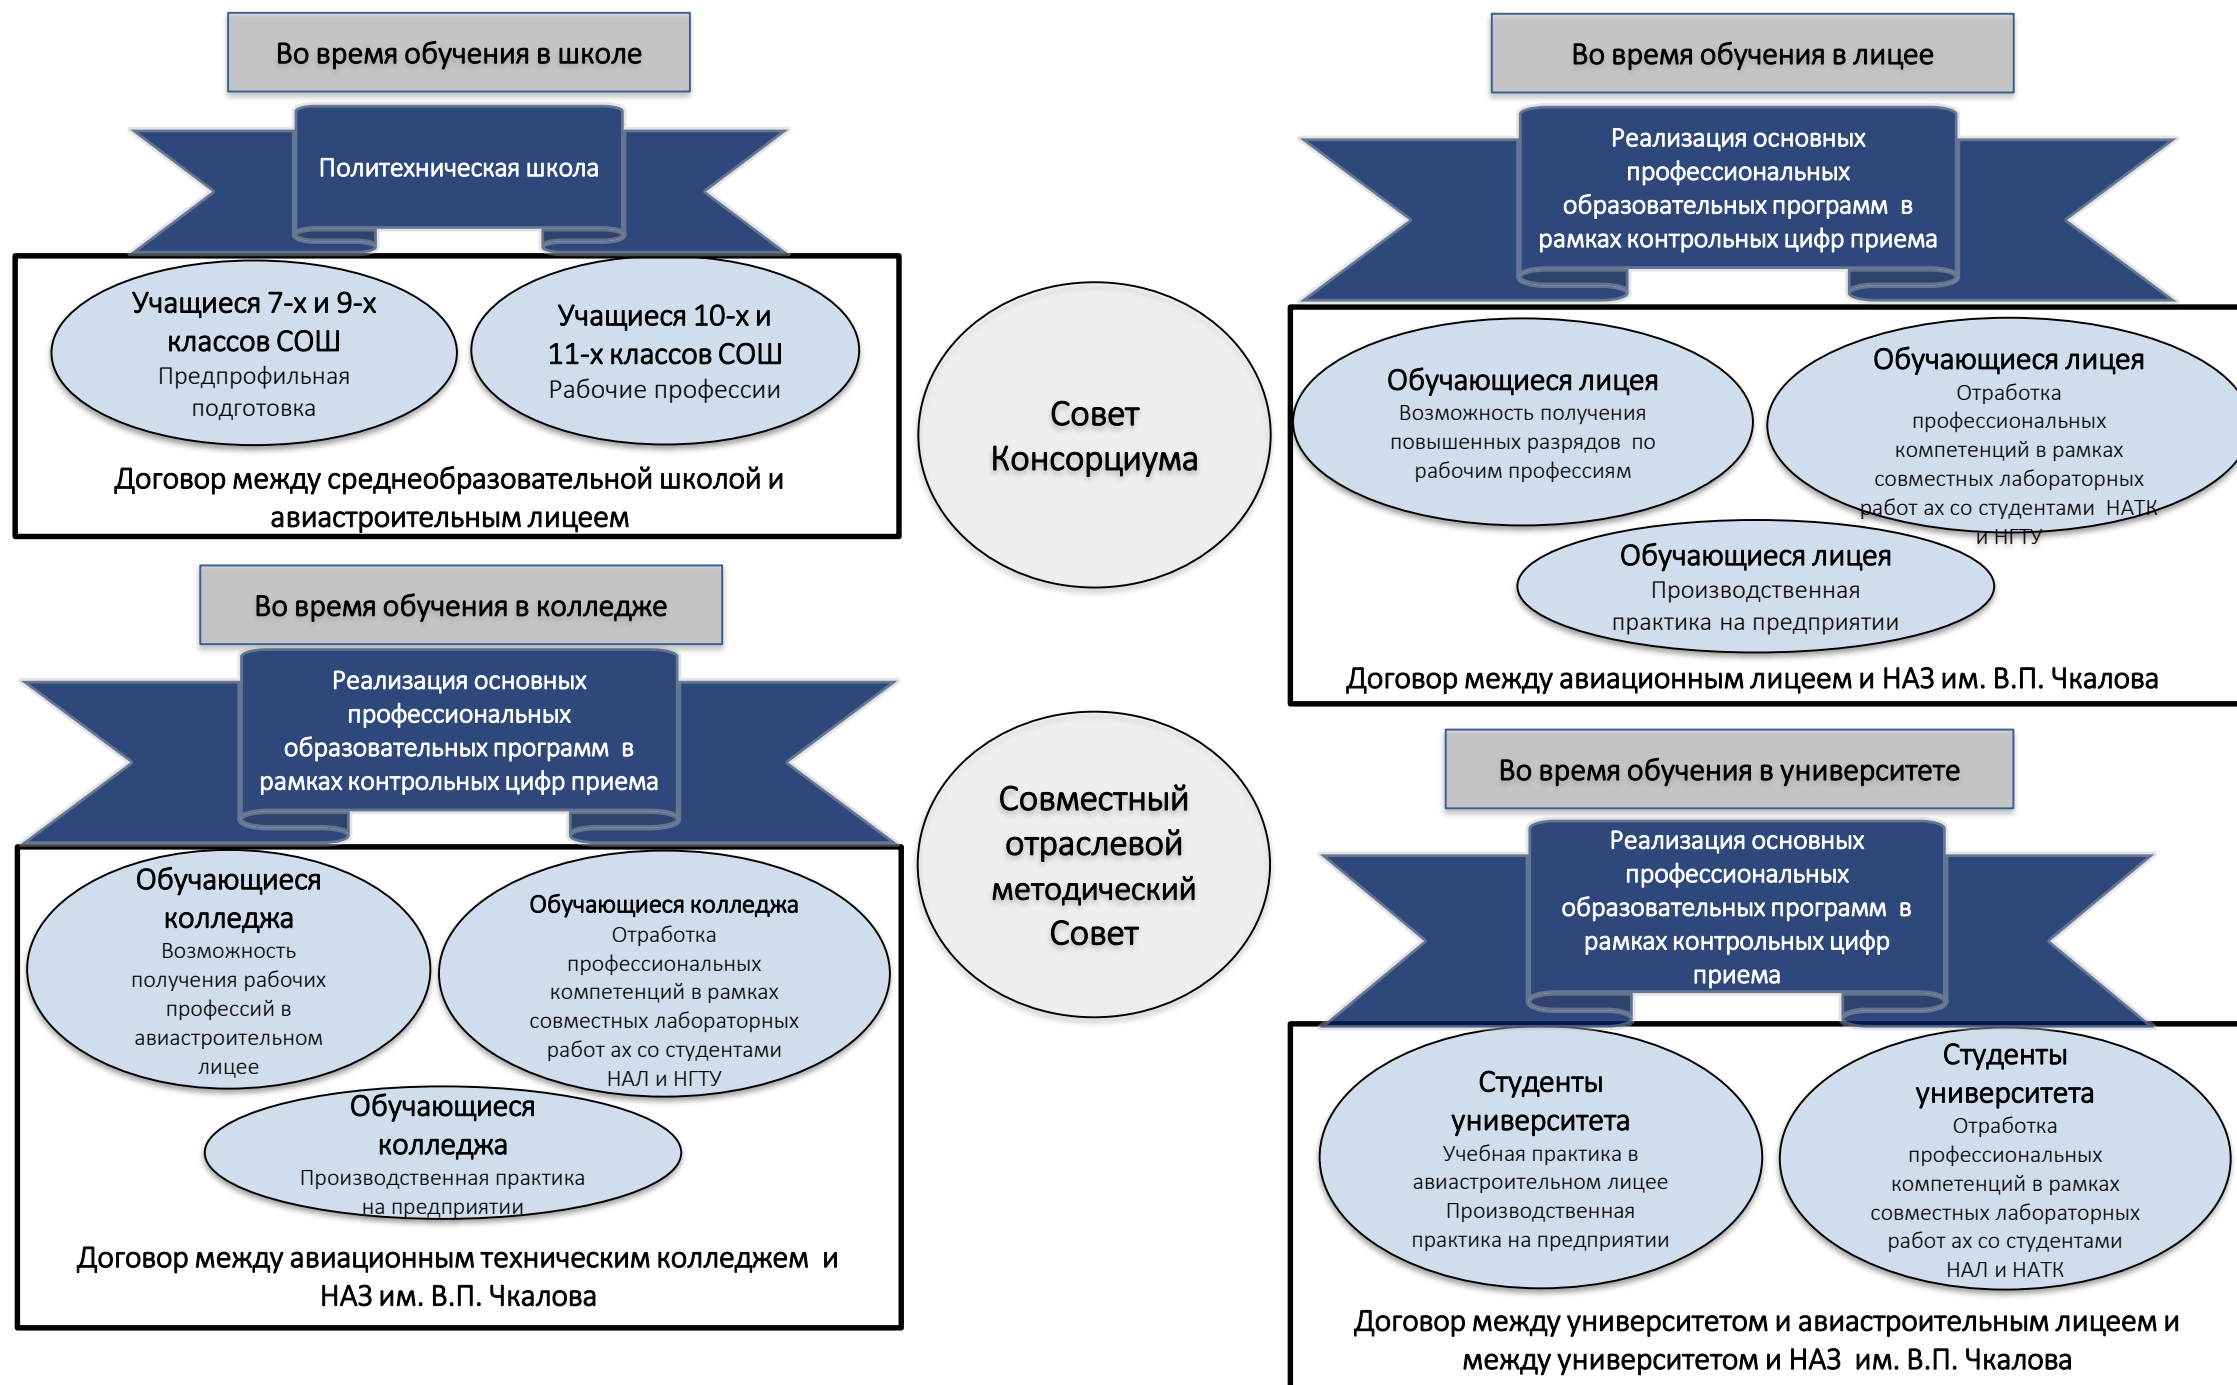 Во время обучения в школе
Политехническая школа
Учащиеся 7-х и 9-х
классов СОШ
Предпрофильная
подготовка
Учащиеся 10-х и
11-х классов СОШ
Рабочие профессии
Договор между среднеобразовательной школой и
авиастроительным лицеем
Во время обучения в лицее
Реализация основных
профессиональных
образовательных программ в
рамках контрольных цифр приема
Обучающиеся лицея
Возможность получения
повышенных разрядов по
рабочим профессиям
Обучающиеся лицея
Отработка
профессиональных
компетенций в рамках
совместных лабораторных
работ ах со студентами НАТК
и НГТУ
Обучающиеся лицея
Производственная
практика на предприятии
Договор между авиационным лицеем и НАЗ им. В.П. Чкалова
Совет
Консорциума
Совместный
отраслевой
методический
Совет
Во время обучения в колледже
Реализация основных
профессиональных
образовательных программ в
рамках контрольных цифр приема
Обучающиеся
колледжа
Возможность
получения рабочих
профессий в
авиастроительном
лицее
Обучающиеся колледжа
Отработка
профессиональных
компетенций в рамках
совместных лабораторных
работ ах со студентами
НАЛ и НГТУ
Обучающиеся
колледжа
Производственная практика
на предприятии
Договор между авиационным техническим колледжем и
НАЗ им. В.П. Чкалова
Во время обучения в университете
Реализация основных
профессиональных
образовательных программ в
рамках контрольных цифр
приема
Студенты
университета
Учебная практика в
авиастроительном лицее
Производственная
практика на предприятии
Студенты
университета
Отработка
профессиональных
компетенций в рамках
совместных лабораторных
работ ах со студентами
НАЛ и НАТК
Договор между университетом и авиастроительным лицеем и
между университетом и НАЗ им. В.П. Чкалова